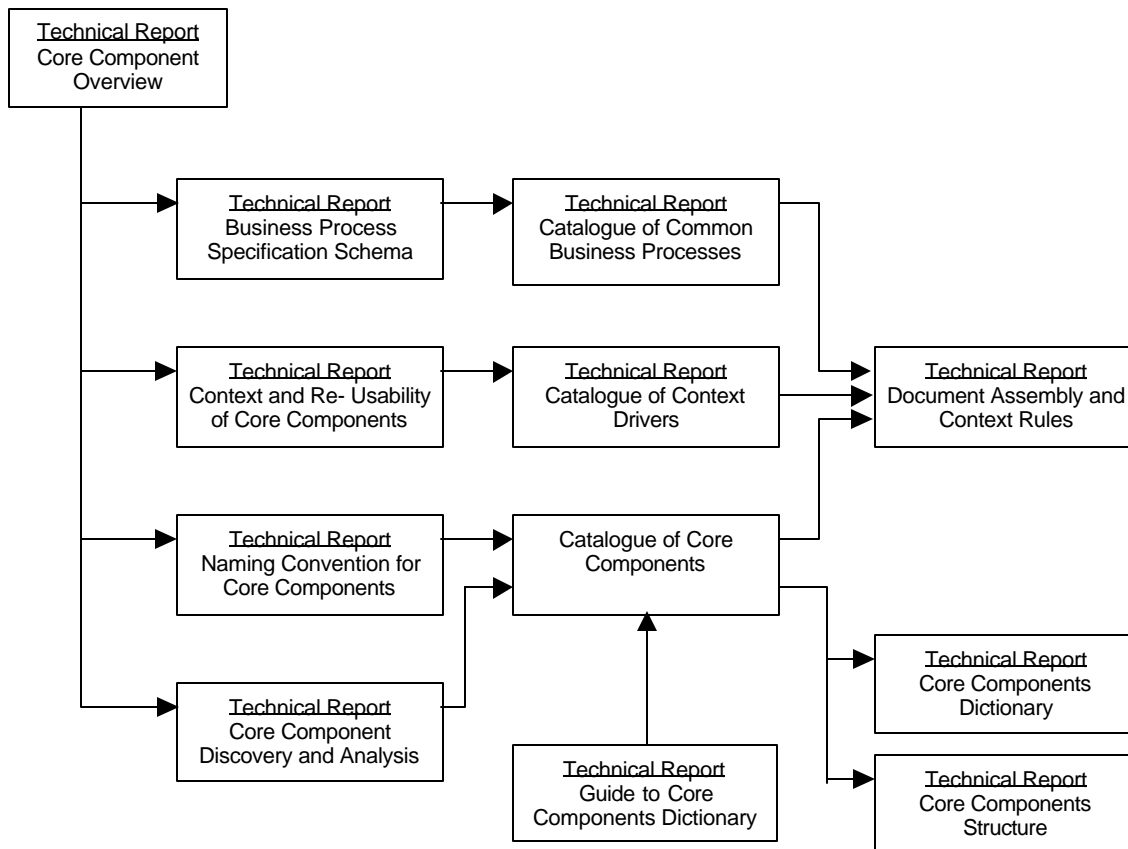 Technical Report
Core Component
Overview
Technical Report
Business Process
Specification Schema
Technical Report
Catalogue of Common
Business Processes
Technical Report
Context and Re- Usability
of Core Components
Technical Report
Catalogue of Context
Drivers
Technical Report
Document Assembly and
Context Rules
Technical Report
Naming Convention for
Core Components
Catalogue of Core
Components
Technical Report
Core Component
Discovery and Analysis
Technical Report
Guide to Core
Components Dictionary
Technical Report
Core Components
Dictionary
Technical Report
Core Components
Structure